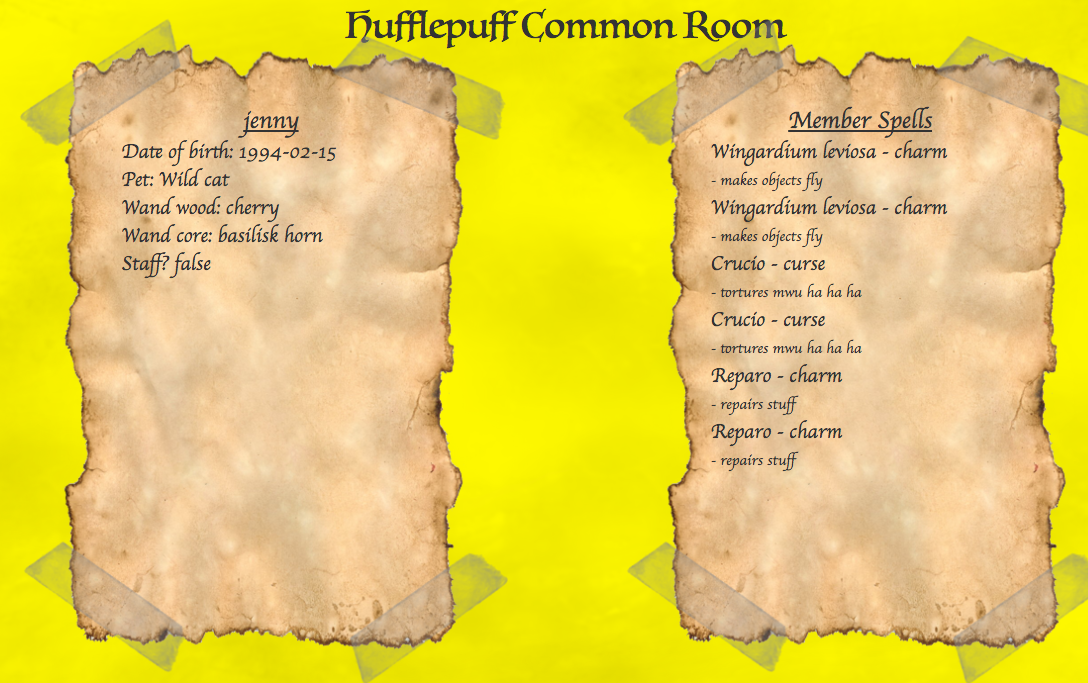 Hufflepuff Common Room
jenny
Date of birth: 1994-02-15
Pet: Wild cat
Wand wood: cherry
Wand core: basilisk horn
Staff? false
Member Spells
Wingardium leviosa - charm
- makes objects fly
Wingardium leviosa - charm
- makes objects fly
Crucio - curse
- tortures mwu ha ha ha
Crucio - curse
- tortures mwu ha ha ha
Reparo - charm
- repairs stuff
Reparo - charm
- repairs stuff